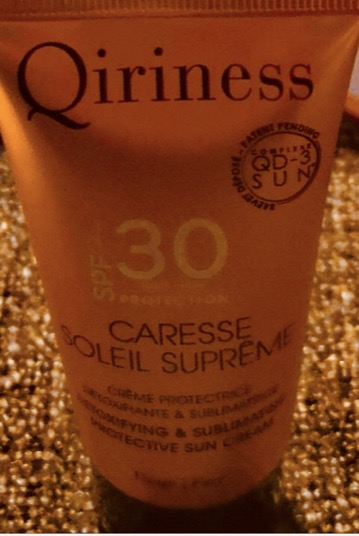 Qiriness
BREVET DÉPOSÉ - PATENT PENDING
COMPLEXE
QD-3
SUN
SPF
30
PROTECTION
CARESSE
SOLEIL SUPRÊME
CRÈME PROTECTRICE
DÉTOXIFIANTE & SUBLIMATRICE
DETOXIFYING & SUBLIMATING
PROTECTIVE SUN CREAM